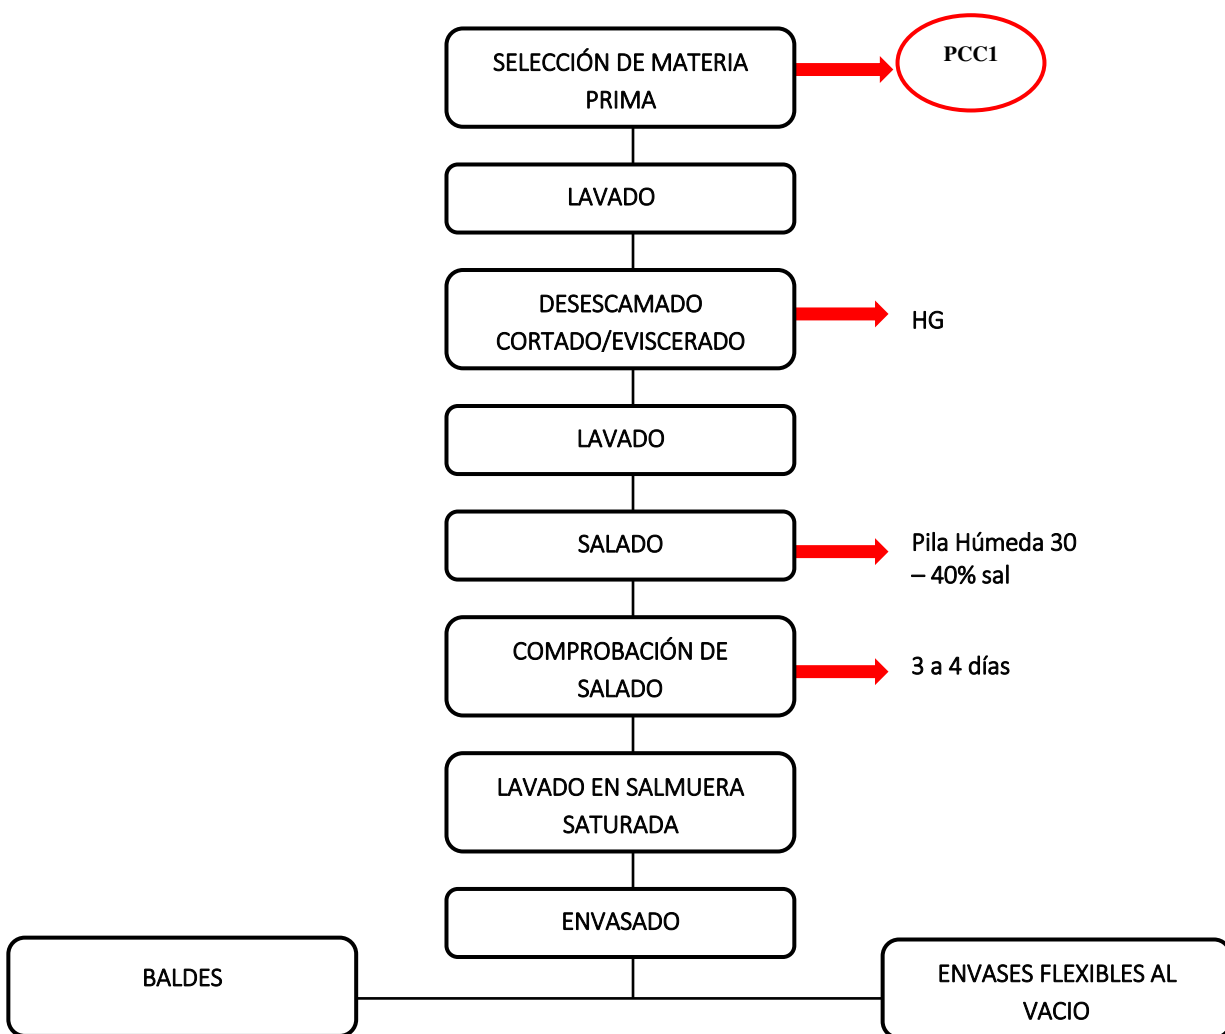 SELECCIÓN DE MATERIA
PRIMA
PCC1
LAVADO
DESESCAMADO
CORTADO/EVISCERADO
HG
LAVADO
SALADO
Pila Húmeda 30
– 40% sal
COMPROBACIÓN DE
SALADO
3 a 4 días
LAVADO EN SALMUERA
SATURADA
ENVASADO
BALDES
ENVASES FLEXIBLES AL
VACIO